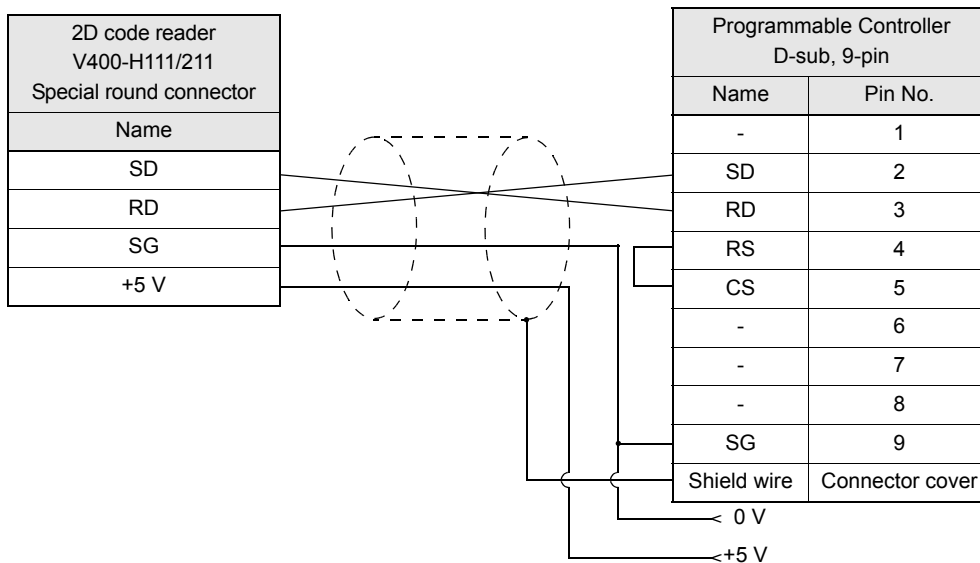 2D code reader
V400-H111/211
Special round connector
Name
SD
RD
SG
+5 V
Programmable Controller
D-sub, 9-pin
Name Pin No.
- 1
SD 2
RD 3
RS 4
CS 5
- 6
- 7
- 8
SG 9
Shield wire Connector cover
0 V
+5 V